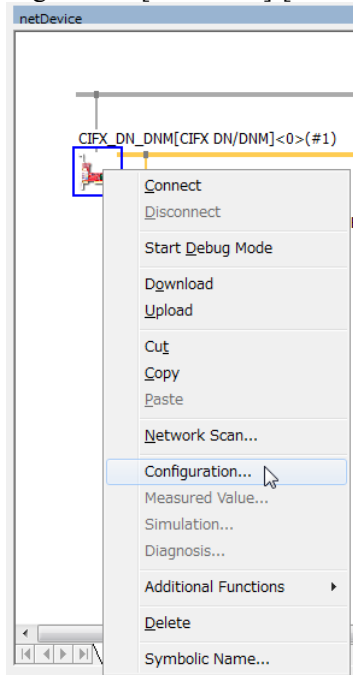 netDevice
CIFX_DN_DNM[CIFX DN/DNM]<0>(#1)
Connect
Disconnect
Start Debug Mode
Download
Upload
Cut
Copy
Paste
Network Scan...
Configuration...
Measured Value...
Simulation...
Diagnosis...
Additional Functions
Delete
Symbolic Name...